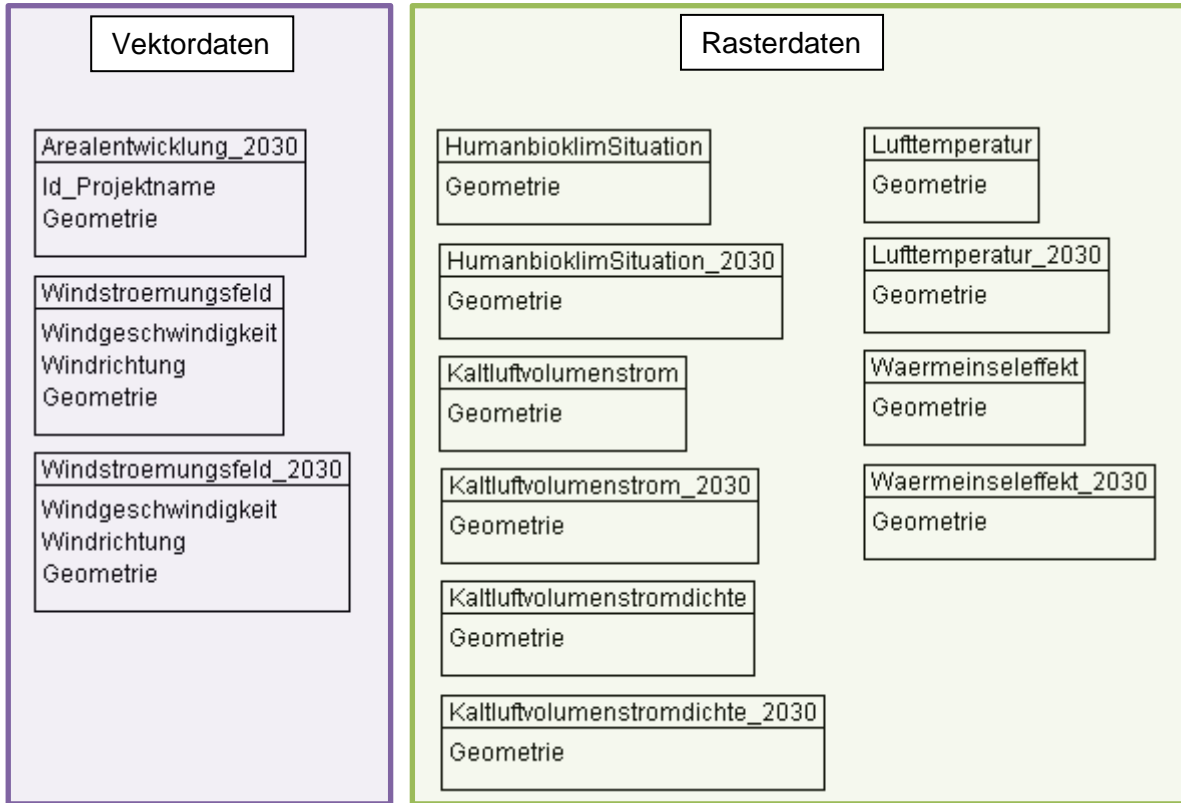 Vektordaten
Arealentwicklung_2030
Id_Projektname
Geometrie
Windstroemungsfeld
Windgeschwindigkeit
Windrichtung
Geometrie
Windstroemungsfeld_2030
Windgeschwindigkeit
Windrichtung
Geometrie
Rasterdaten
HumanbioklimSituation
Geometrie
HumanbioklimSituation_2030
Geometrie
Kaltluftvolumenstrom
Geometrie
Kaltluftvolumenstrom_2030
Geometrie
Kaltluftvolumenstromdichte
Geometrie
Kaltluftvolumenstromdichte_2030
Geometrie
Lufttemperatur
Geometrie
Lufttemperatur_2030
Geometrie
Waermeinseleffekt
Geometrie
Waermeinseleffekt_2030
Geometrie